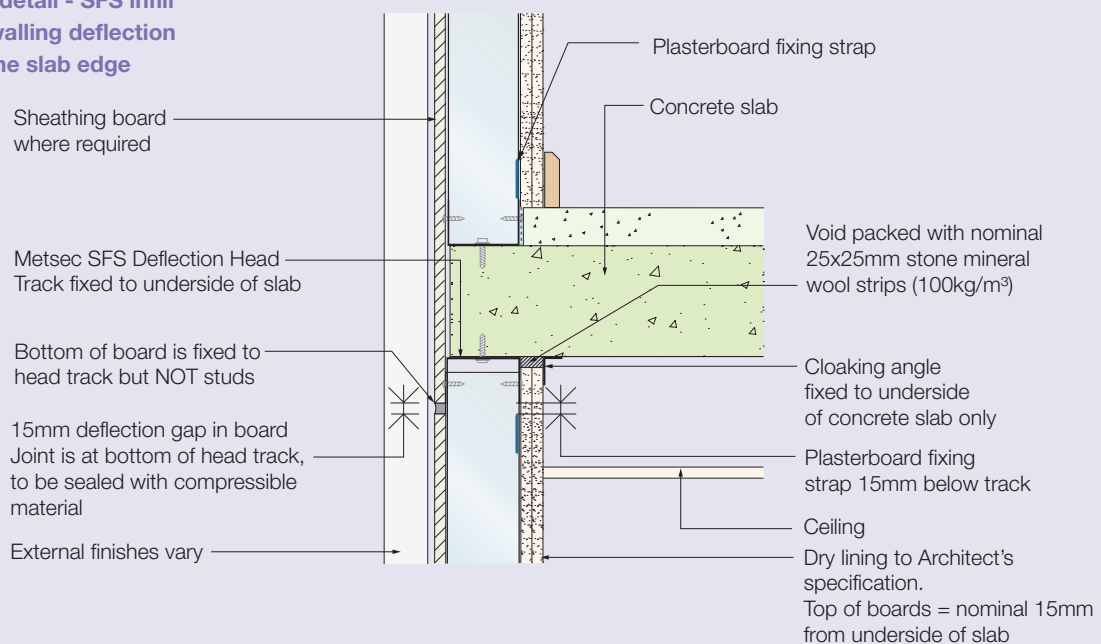 detail - SFS infill
walling deflection
ne slab edge
Sheathing board
where required
Metsec SFS Deflection Head
Track fixed to underside of slab
Bottom of board is fixed to
head track but NOT studs
15mm deflection gap in board
Joint is at bottom of head track,
to be sealed with compressible
material
External finishes vary
Plasterboard fixing strap
Concrete slab
Void packed with nominal
25x25mm stone mineral
wool strips (100kg/m³)
Cloaking angle
fixed to underside
of concrete slab only
Plasterboard fixing
strap 15mm below track
Ceiling
Dry lining to Architect's
specification.
Top of boards = nominal 15mm
from underside of slab